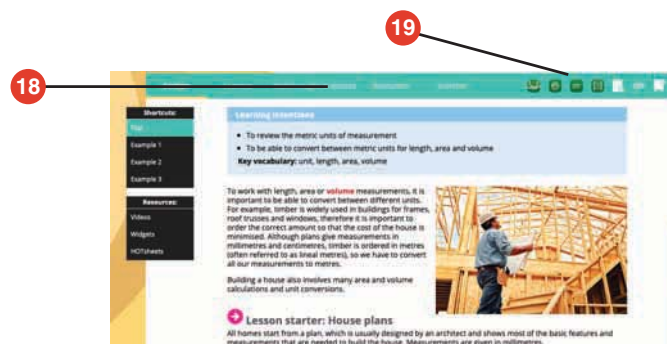 19
18
Shortcuts:
Top
Example 1
Example 2
Example 3
Resources:
Videos
Widgets
HOTsheets
Learning intentions
• To review the metric units of measurement
• To be able to convert between metric units for length, area and volume
Key vocabulary: unit, length, area, volume
To work with length, area or volume measurements, it is
important to be able to convert between different units.
For example, timber is widely used in buildings for frames,
roof trusses and windows, therefore it is important to
order the correct amount so that the cost of the house is
minimised. Although plans give measurements in
millimetres and centimetres, timber is ordered in metres
(often referred to as lineal metres), so we have to convert
all our measurements to metres.
Building a house also involves many area and volume
calculations and unit conversions.
Lesson starter: House plans
All homes start from a plan, which is usually designed by an architect and shows most of the basic features and
measurements that are needed to build the house. Measurements are given in millimetres.